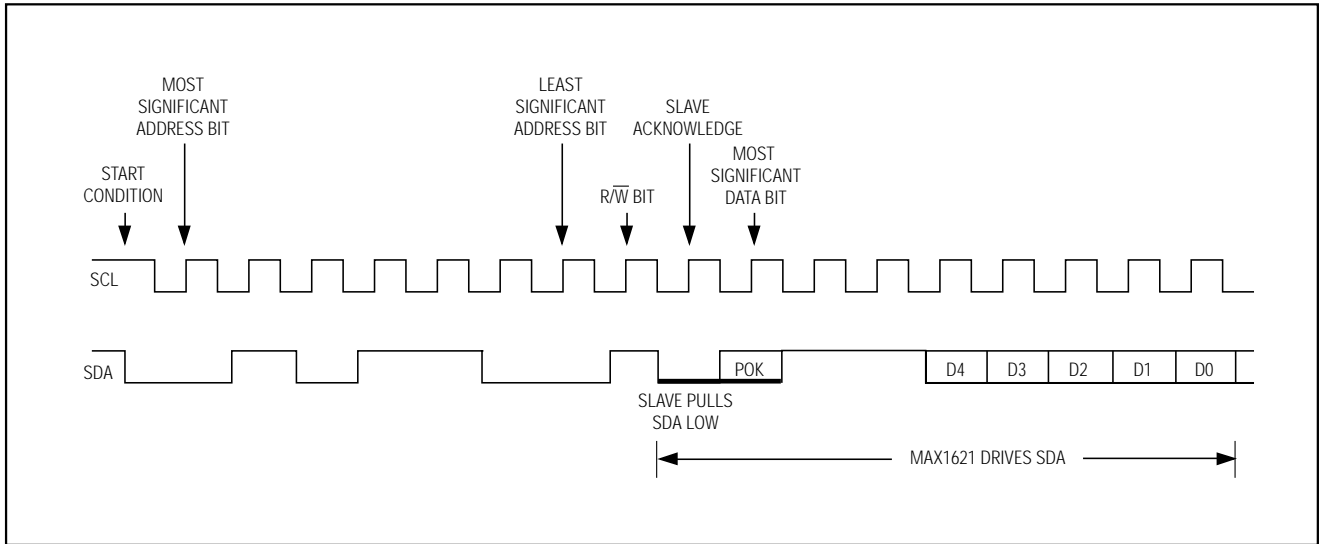 START
CONDITION
MOST
SIGNIFICANT
ADDRESS BIT
LEAST
SIGNIFICANT
ADDRESS BIT
R/W̅ BIT
SLAVE
ACKNOWLEDGE
MOST
SIGNIFICANT
DATA BIT
SCL
SDA
POK
D4
D3
D2
D1
D0
SLAVE PULLS
SDA LOW
MAX1621 DRIVES SDA